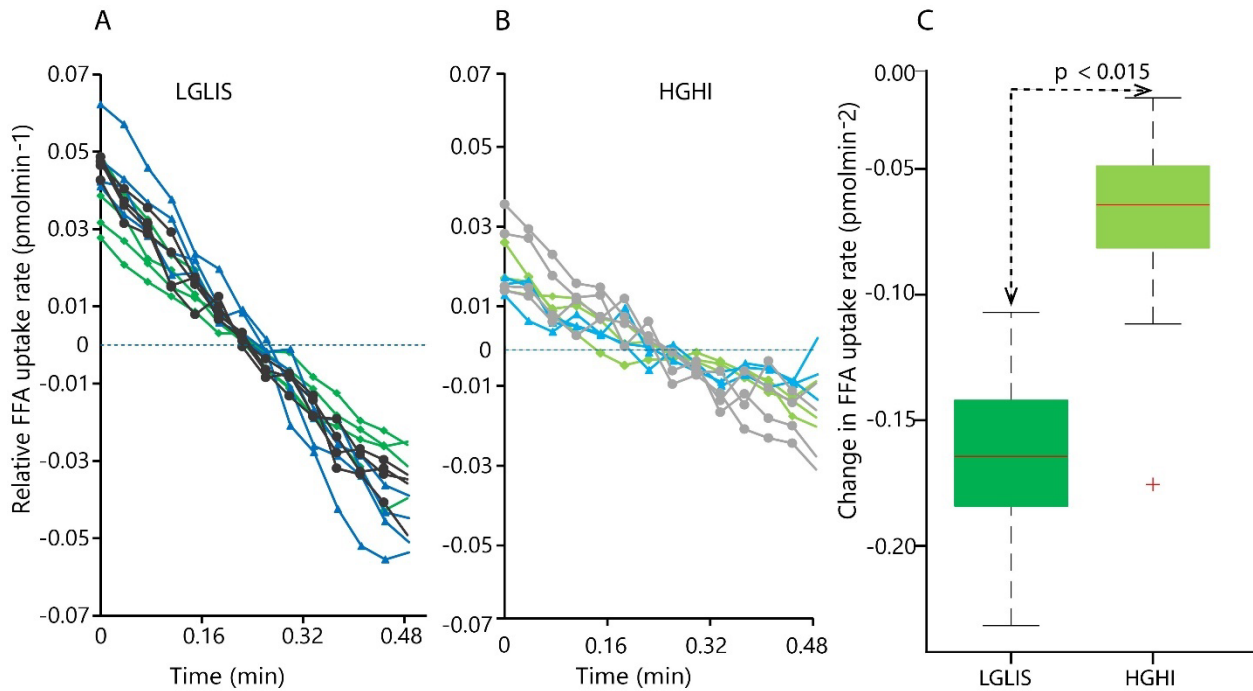 A
Relative FFA uptake rate (pmolmin-1)
LGLIS
0.07
0.05
0.03
0.01
0
-0.01
-0.03
-0.05
-0.07
0
0.16
0.32
0.48
Time (min)
B
HGHI
0.07
0.05
0.03
0.01
0
-0.01
-0.03
-0.05
-0.07
0
0.16
0.32
0.48
Time (min)
C
Change in FFA uptake rate (pmolmin-2)
p < 0.015
0.00
-0.05
-0.10
-0.15
-0.20
LGLIS
HGHI